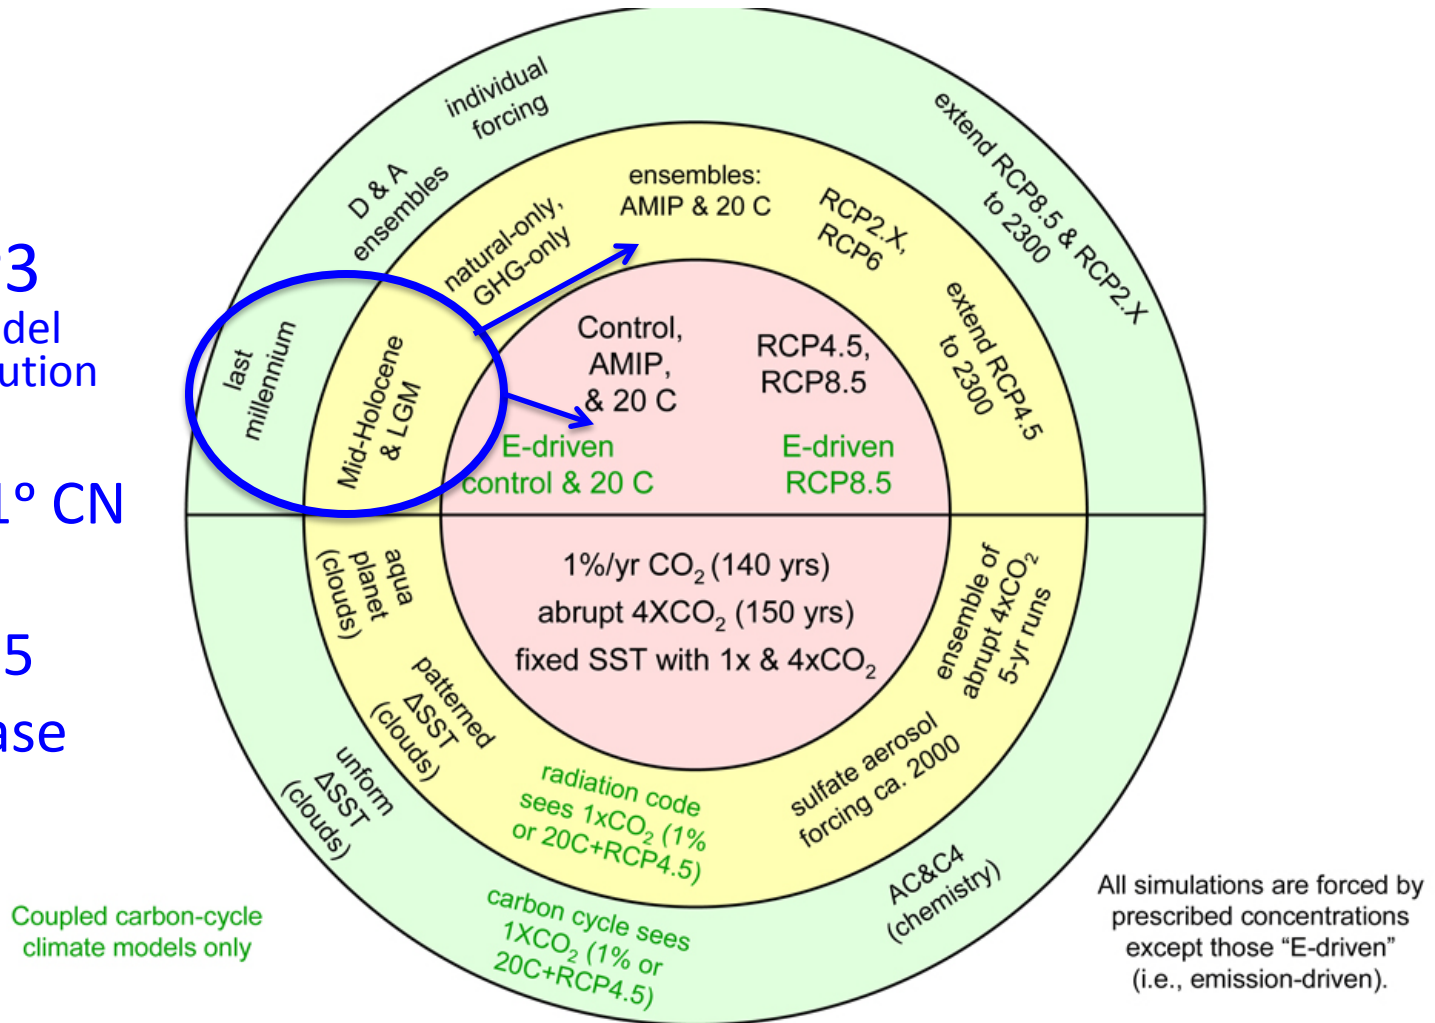 individual
forcing
D & A
ensembles
extend RCP8.5 & RCP2.X
to 2300
natural-only,
GHG-only
ensembles:
AMIP & 20 C
RCP2.X,
RCP6
extend RCP4.5
to 2300
last
millennium
Mid-Holocene
& LGM
Control,
AMIP,
& 20 C
RCP4.5,
RCP8.5
E-driven
control & 20 C
E-driven
RCP8.5
3
del
ution
1º CN
5
ase
1%/yr CO₂ (140 yrs)
abrupt 4XCO₂ (150 yrs)
fixed SST with 1x & 4xCO₂
aqua
planet
(clouds)
patterned
ΔSST
(clouds)
unform
ΔSST
(clouds)
ensemble of
abrupt 4xCO₂
5-yr runs
sulfate aerosol
forcing ca. 2000
radiation code
sees 1xCO₂ (1%
or 20C+RCP4.5)
carbon cycle sees
1XCO₂ (1% or
20C+RCP4.5)
AC&C4
(chemistry)
Coupled carbon-cycle
climate models only
All simulations are forced by
prescribed concentrations
except those “E-driven”
(i.e., emission-driven).